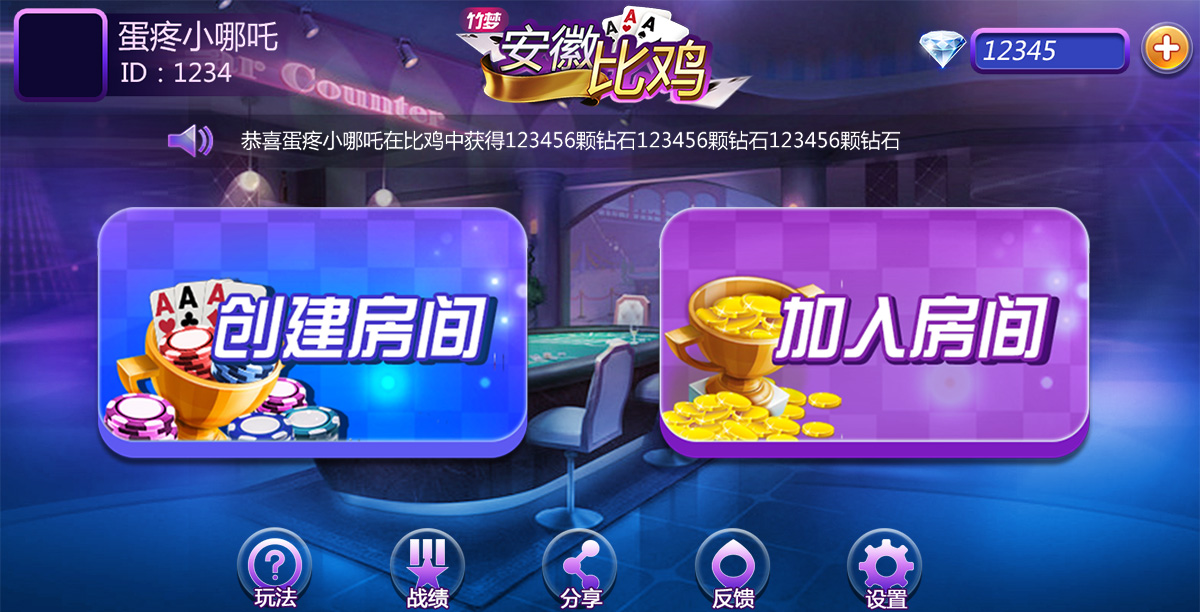 蛋疼小哪吒
ID：1234
竹梦
安徽比鸡
A A A
12345
Counter
恭喜蛋疼小哪吒在比鸡中获得123456颗钻石123456颗钻石123456颗钻石
A A A
创建房间
加入房间
?
玩法
战绩
分享
反馈
设置